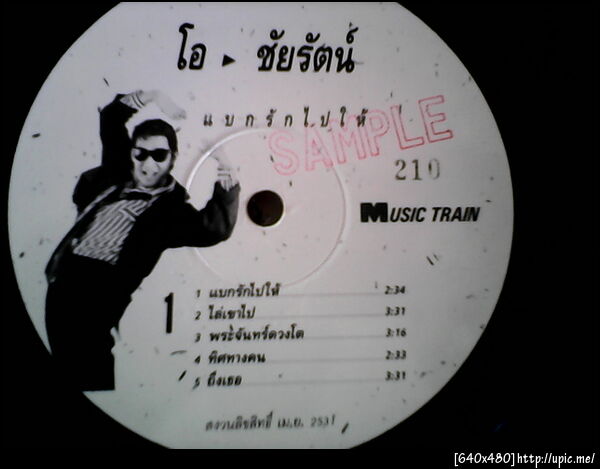 โอ ▸ ชัยรัตน์
แบกรักไปให้
SAMPLE
210
MUSIC TRAIN
1
1 แบกรักไปให้ 2:34
2 ไล่เขาไป 3:31
3 พระจันทร์ดวงโต 3:16
4 ทิศทางคน 2:33
5 ถึงเธอ 3:31
สงวนลิขสิทธิ์ เม.ย. 2531
[640x480]http://upic.me/